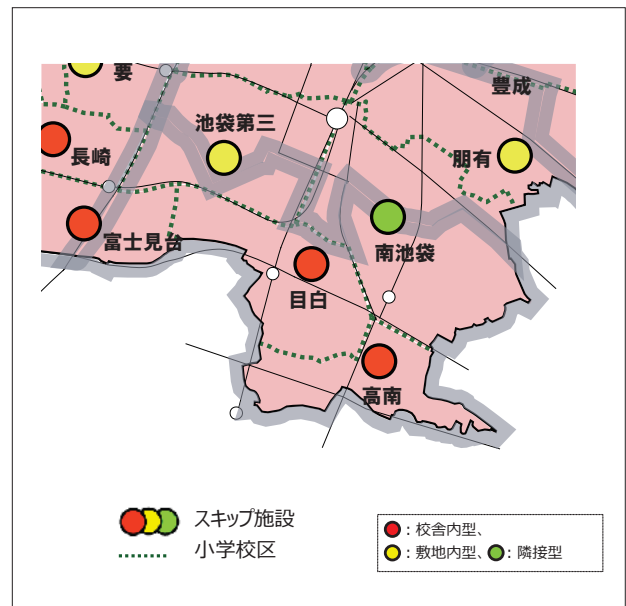 要
豊成
池袋第三
長崎
朋有
富士見台
南池袋
目白
高南
スキップ施設
小学校区
：校舎内型、
：敷地内型、：隣接型